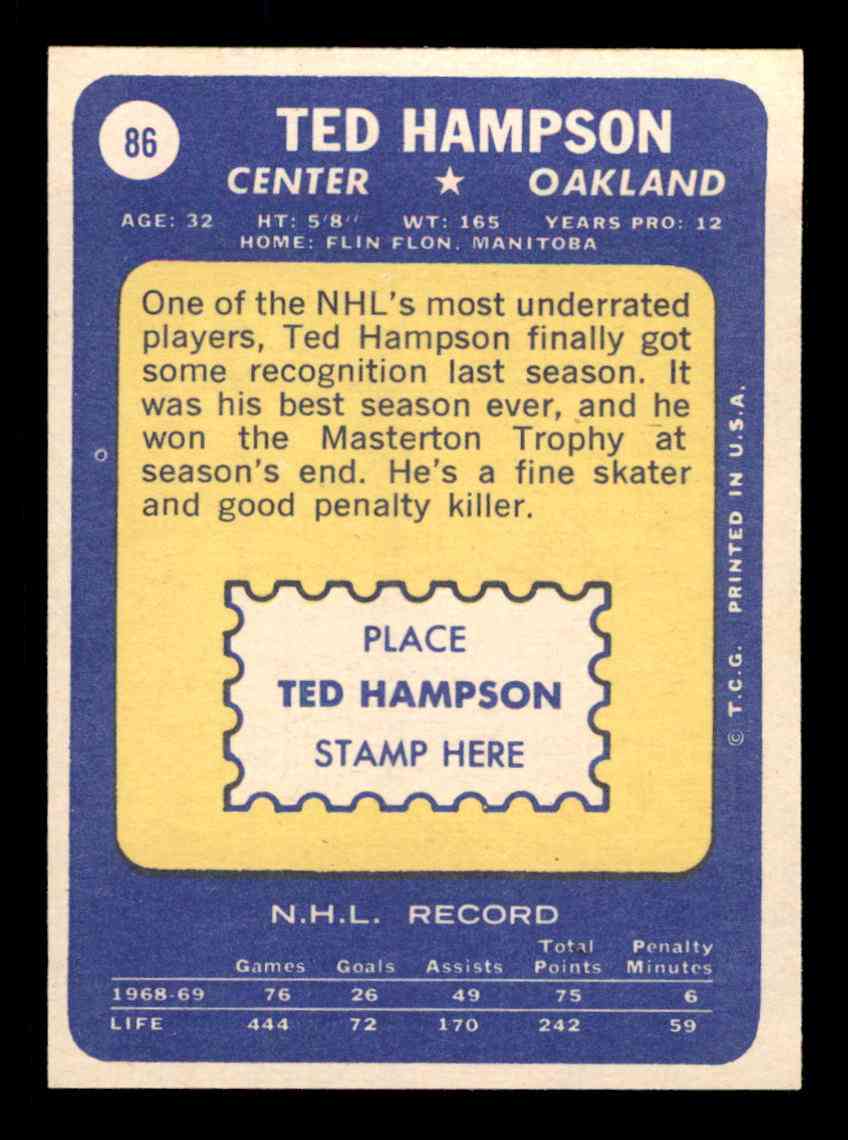 86
TED HAMPSON
CENTER ★ OAKLAND
AGE: 32 HT: 5'8" WT: 165 YEARS PRO: 12
HOME: FLIN FLON, MANITOBA
One of the NHL's most underrated
players, Ted Hampson finally got
some recognition last season. It
was his best season ever, and he
won the Masterton Trophy at
season's end. He's a fine skater
and good penalty killer.
PLACE
TED HAMPSON
STAMP HERE
© T.C.G. PRINTED IN U.S.A.
N.H.L. RECORD
Games Goals Assists Total Points Penalty Minutes
1968-69 76 26 49 75 6
LIFE 444 72 170 242 59